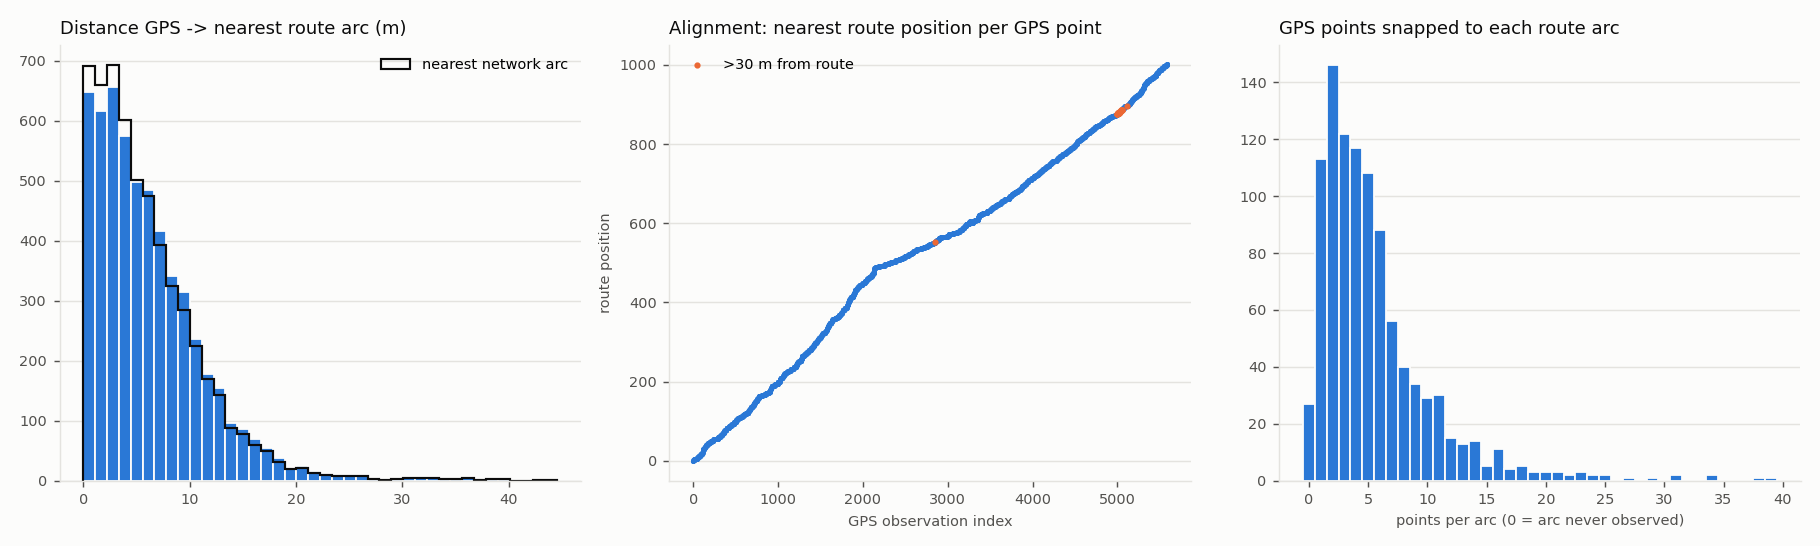 Distance GPS -> nearest route arc (m)
nearest network arc
700
600
500
400
300
200
100
0
0 10 20 30 40
Alignment: nearest route position per GPS point
>30 m from route
route position
1000
800
600
400
200
0
0 1000 2000 3000 4000 5000
GPS observation index
GPS points snapped to each route arc
140
120
100
80
60
40
20
0
0 5 10 15 20 25 30 35 40
points per arc (0 = arc never observed)